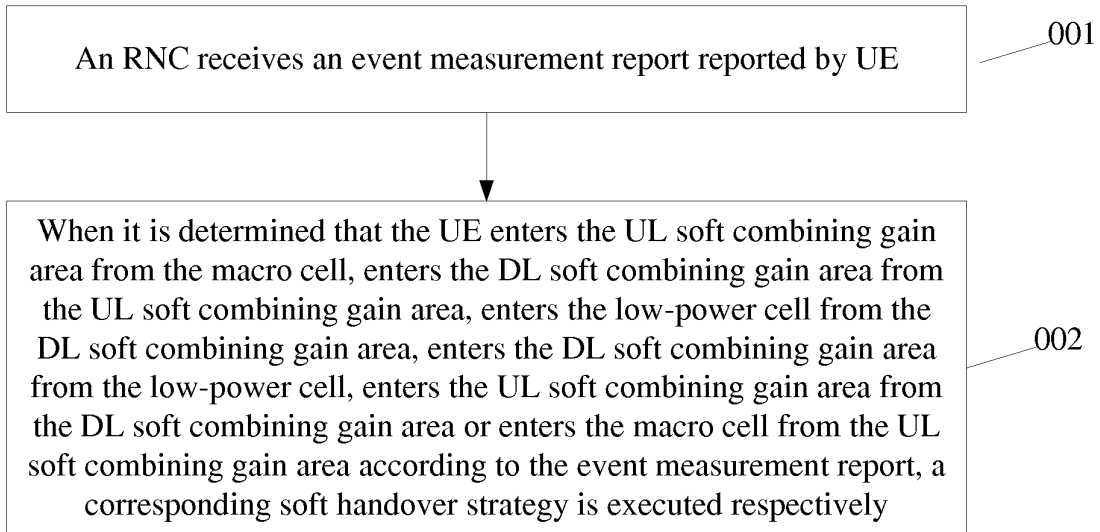 001
An RNC receives an event measurement report reported by UE
When it is determined that the UE enters the UL soft combining gain
area from the macro cell, enters the DL soft combining gain area from
the UL soft combining gain area, enters the low-power cell from the
DL soft combining gain area, enters the DL soft combining gain area
from the low-power cell, enters the UL soft combining gain area from
the DL soft combining gain area or enters the macro cell from the UL
soft combining gain area according to the event measurement report, a
corresponding soft handover strategy is executed respectively
002